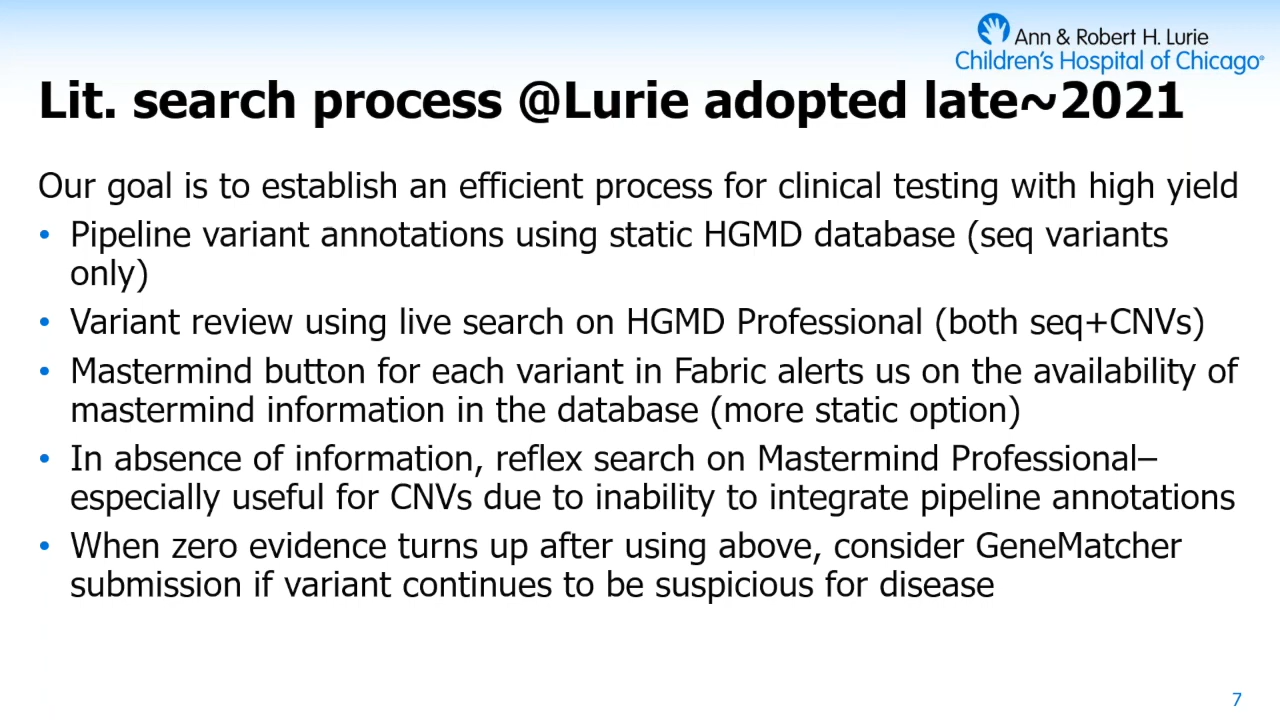 Ann & Robert H. Lurie
Children's Hospital of Chicago®
Lit. search process @Lurie adopted late~2021
Our goal is to establish an efficient process for clinical testing with high yield
• Pipeline variant annotations using static HGMD database (seq variants
only)
• Variant review using live search on HGMD Professional (both seq+CNVs)
• Mastermind button for each variant in Fabric alerts us on the availability of
mastermind information in the database (more static option)
• In absence of information, reflex search on Mastermind Professional–
especially useful for CNVs due to inability to integrate pipeline annotations
• When zero evidence turns up after using above, consider GeneMatcher
submission if variant continues to be suspicious for disease
7